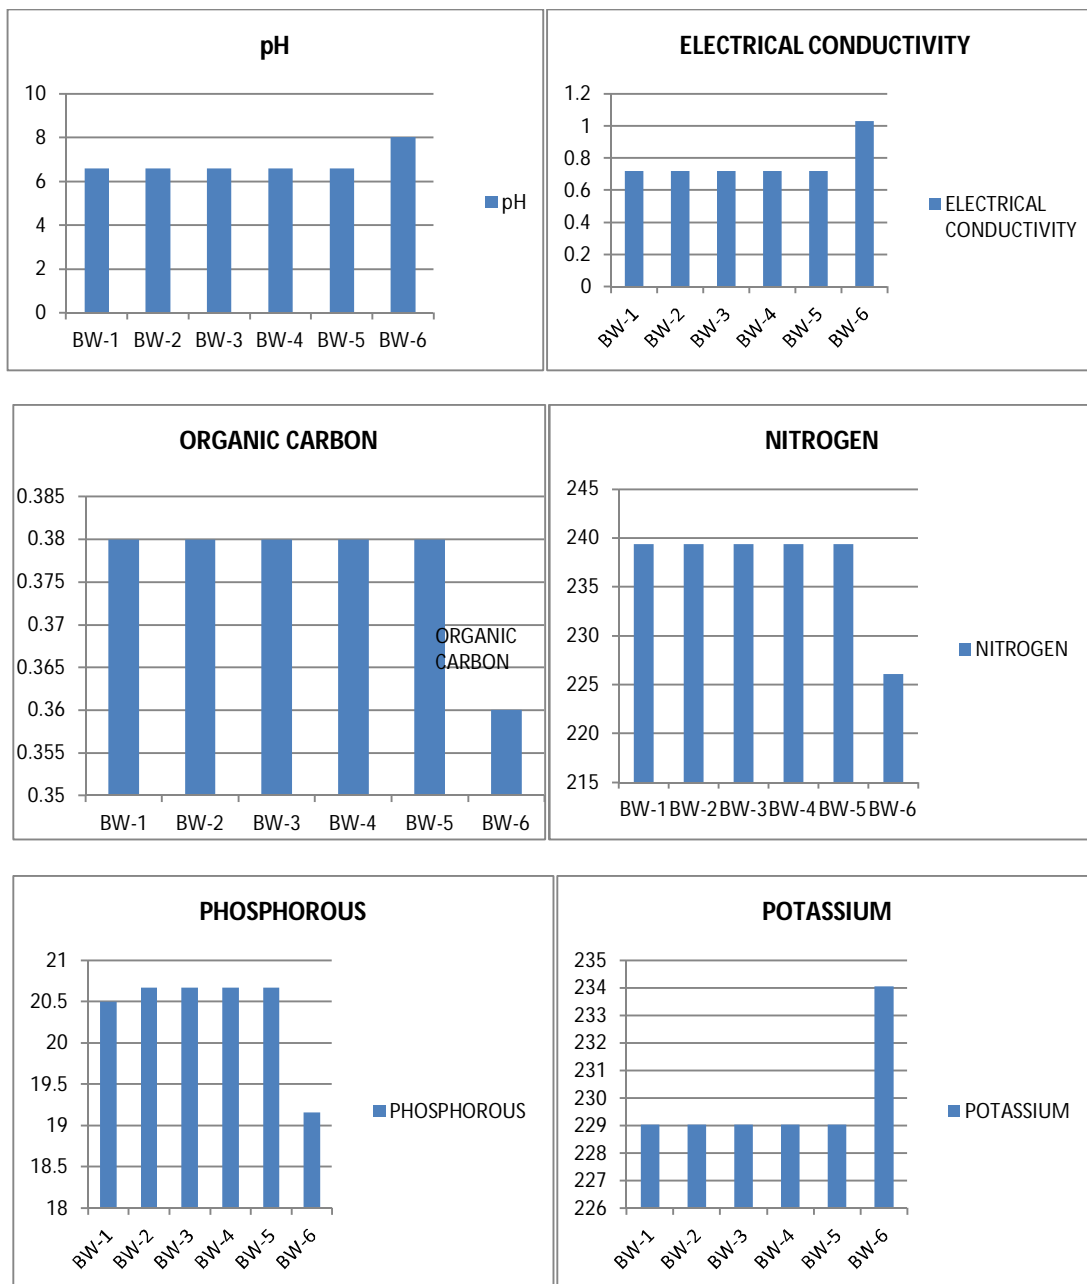 pH
10
8
6
4
2
0
BW-1 BW-2 BW-3 BW-4 BW-5 BW-6
pH
ELECTRICAL CONDUCTIVITY
1.2
1
0.8
0.6
0.4
0.2
0
BW-1 BW-2 BW-3 BW-4 BW-5 BW-6
ELECTRICAL
CONDUCTIVITY
ORGANIC CARBON
0.385
0.38
0.375
0.37
0.365
0.36
0.355
0.35
BW-1 BW-2 BW-3 BW-4 BW-5 BW-6
ORGANIC
CARBON
NITROGEN
245
240
235
230
225
220
215
BW-1 BW-2 BW-3 BW-4 BW-5 BW-6
NITROGEN
PHOSPHOROUS
21
20.5
20
19.5
19
18.5
18
BW-1 BW-2 BW-3 BW-4 BW-5 BW-6
PHOSPHOROUS
POTASSIUM
235
234
233
232
231
230
229
228
227
226
BW-1 BW-2 BW-3 BW-4 BW-5 BW-6
POTASSIUM